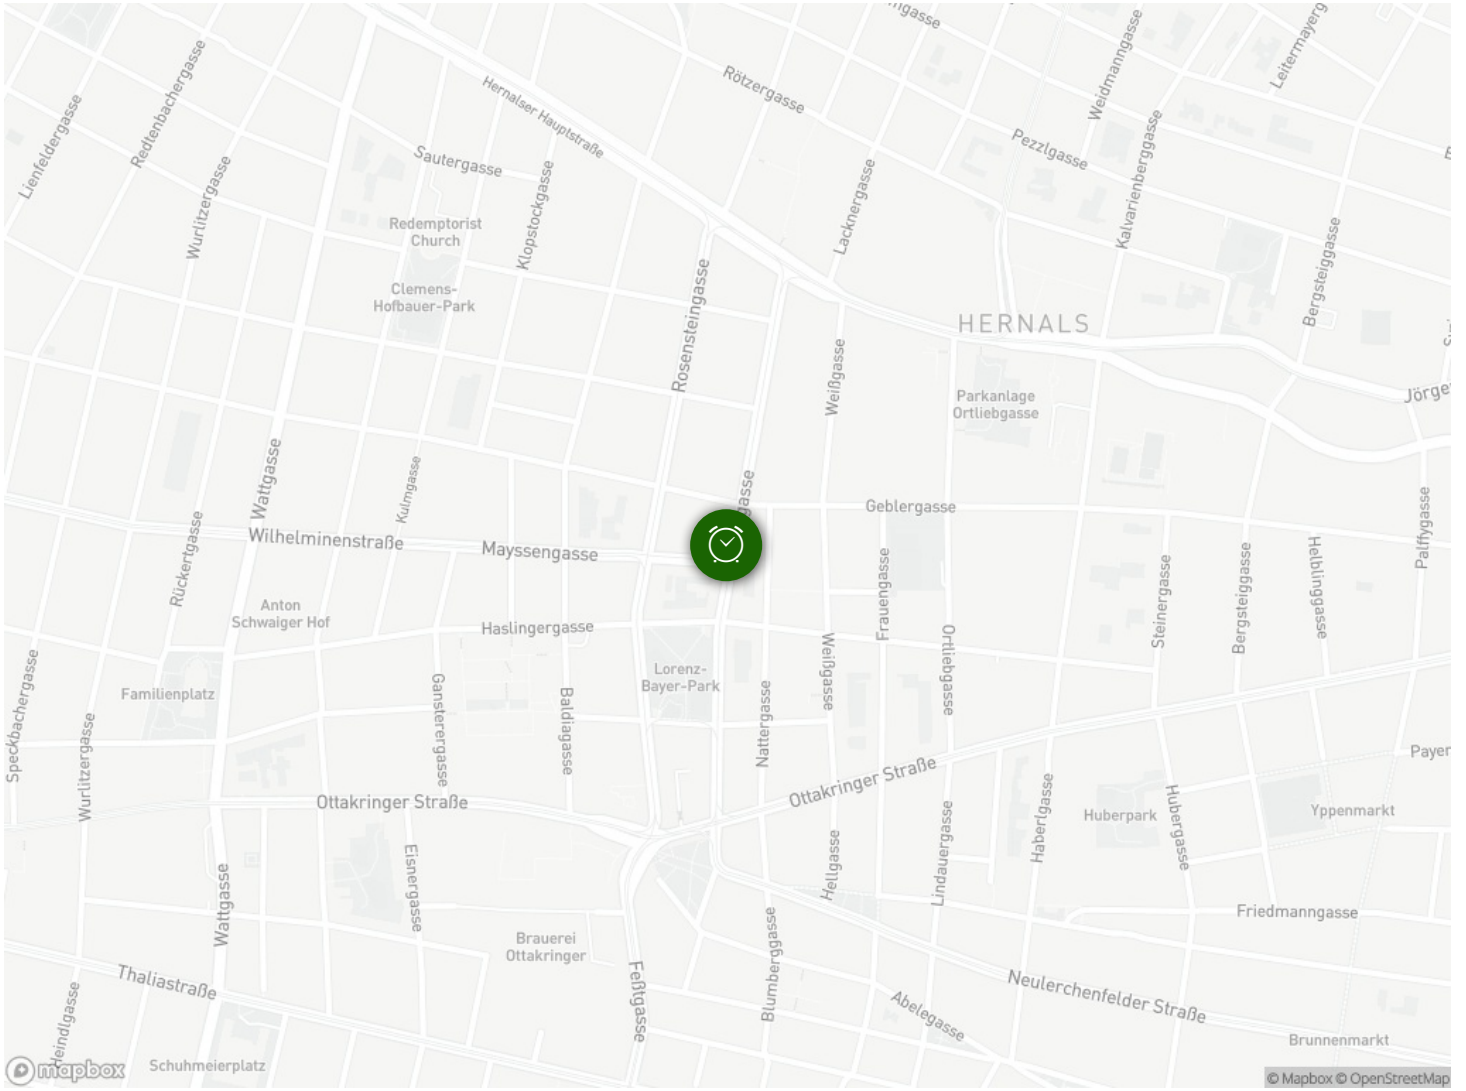 ngasse
Rötzergasse
Weidmanngasse
Leitermayerg
Lienfeldergasse
Redtenbachergasse
Wurlitzergasse
Hernalser Hauptstraße
Sautergasse
Klopstockgasse
Lacknergasse
Pezzlgasse
Kalvarienberggasse
Bergsteiggasse
Redemptorist
Church
Clemens-
Hofbauer-Park
Rosensteingasse
HERNALS
Weißgasse
Parkanlage
Ortliebgasse
Jörge
Wattgasse
Kulmgasse
gasse
Geblergasse
Palffygasse
Rückertgasse
Wilhelminenstraße
Mayssengasse
Frauengasse
Steinergasse
Bergsteiggasse
Helblinggasse
Anton
Schwaiger Hof
Haslingergasse
Lorenz-
Bayer-Park
Weißgasse
Ortliebgasse
Speckbachergasse
Familienplatz
Wurlitzergasse
Gansterergasse
Baldiagasse
Nattergasse
Payer
Ottakringer Straße
Ottakringer Straße
Haberlgasse
Huberpark
Hubergasse
Yppenmarkt
Eisnergasse
Wattgasse
Hellgasse
Lindauergasse
Friedmanngasse
Brauerei
Ottakringer
Blumberggasse
Thaliastraße
Feßtgasse
Neulerchenfelder Straße
Abelegasse
Heindlgasse
Schuhmeierplatz
Brunnenmarkt
mapbox
© Mapbox © OpenStreetMap